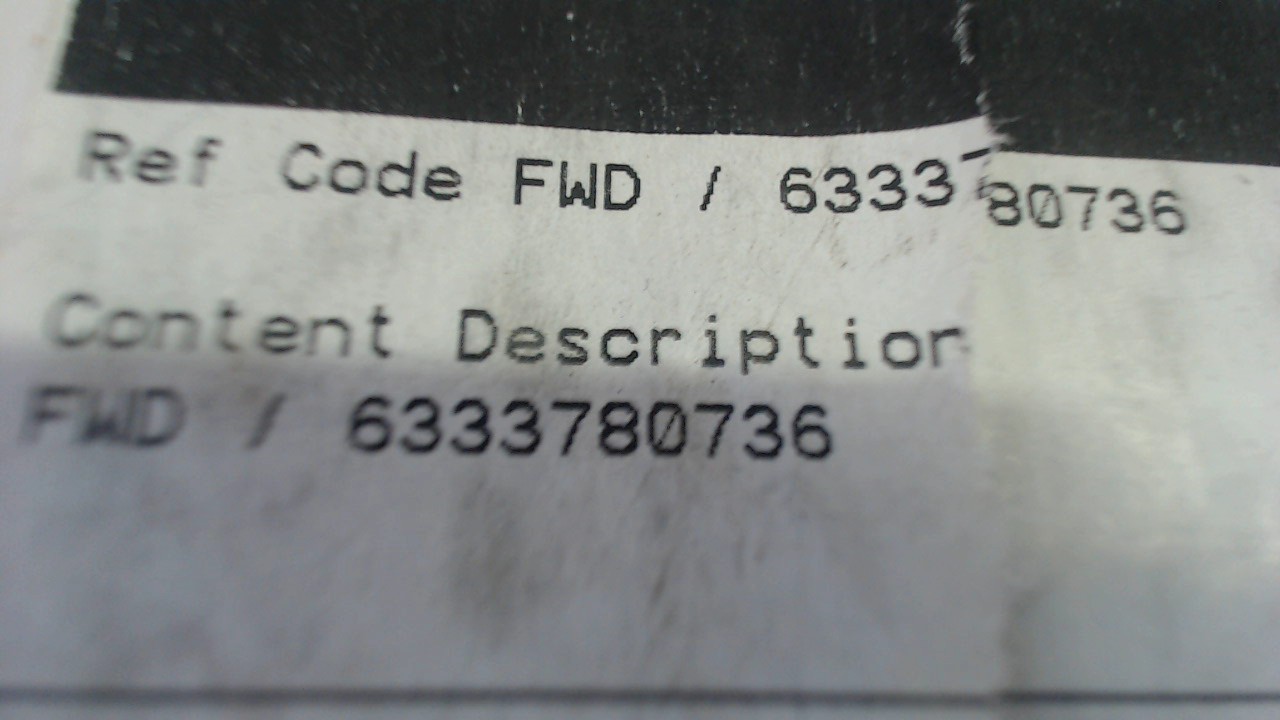 Ref Code FWD / 6333780736
Content Description
FWD / 6333780736